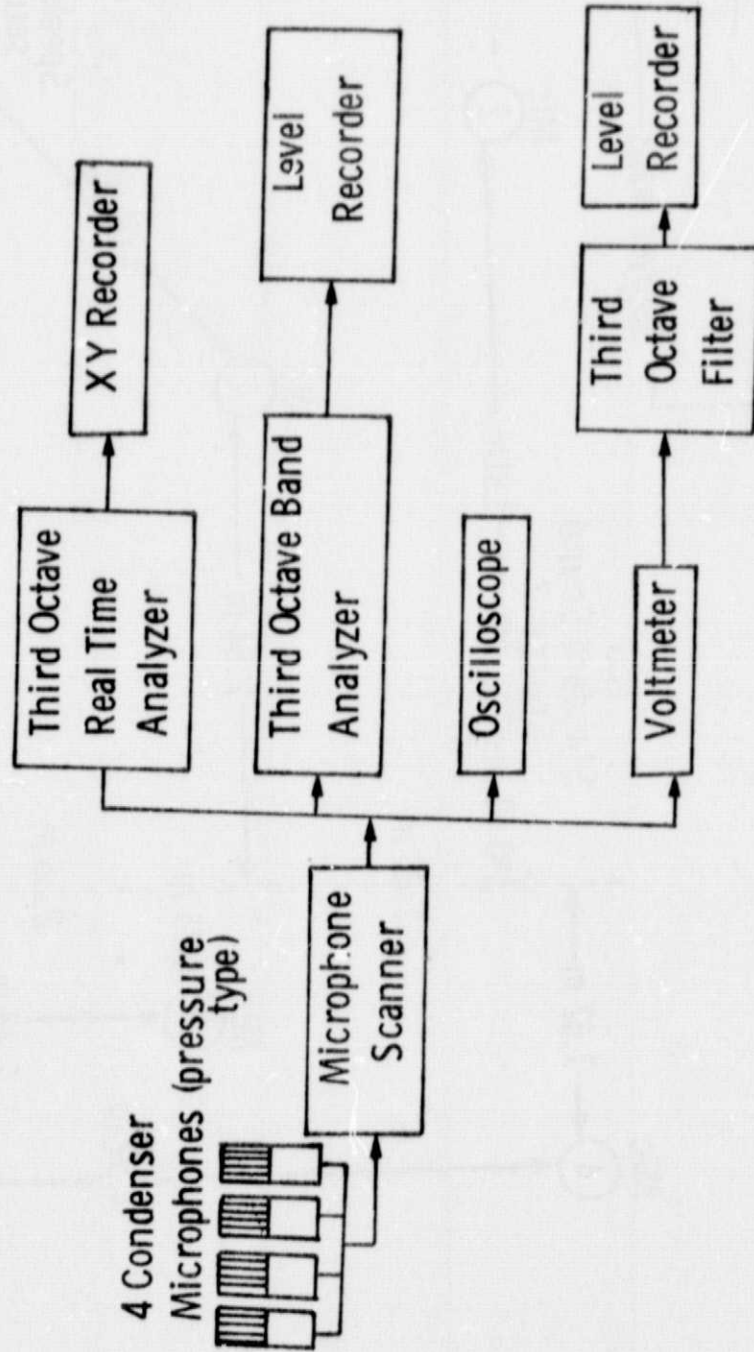 4 Condenser
Microphones (pressure
type)
Microphone
Scanner
Third Octave
Real Time
Analyzer
XY Recorder
Third Octave Band
Analyzer
Level
Recorder
Oscilloscope
Voltmeter
Third
Octave
Filter
Level
Recorder